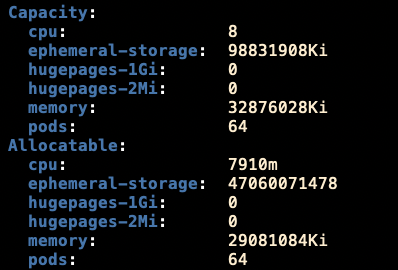 Capacity:
cpu: 8
ephemeral-storage: 98831908Ki
hugepages-1Gi: 0
hugepages-2Mi: 0
memory: 32876028Ki
pods: 64
Allocatable:
cpu: 7910m
ephemeral-storage: 47060071478
hugepages-1Gi: 0
hugepages-2Mi: 0
memory: 29081084Ki
pods: 64